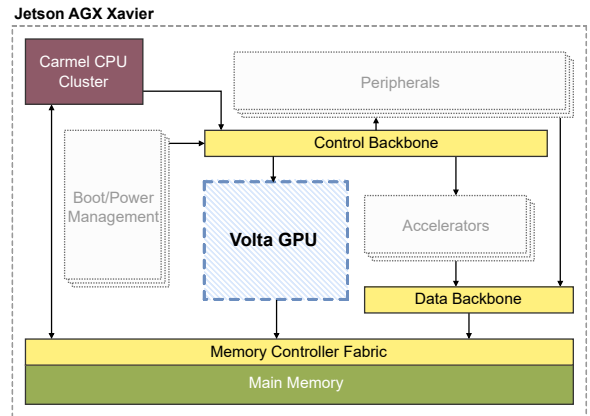 Jetson AGX Xavier
Carmel CPU
Cluster
Peripherals
Control Backbone
Boot/Power
Management
Volta GPU
Accelerators
Data Backbone
Memory Controller Fabric
Main Memory